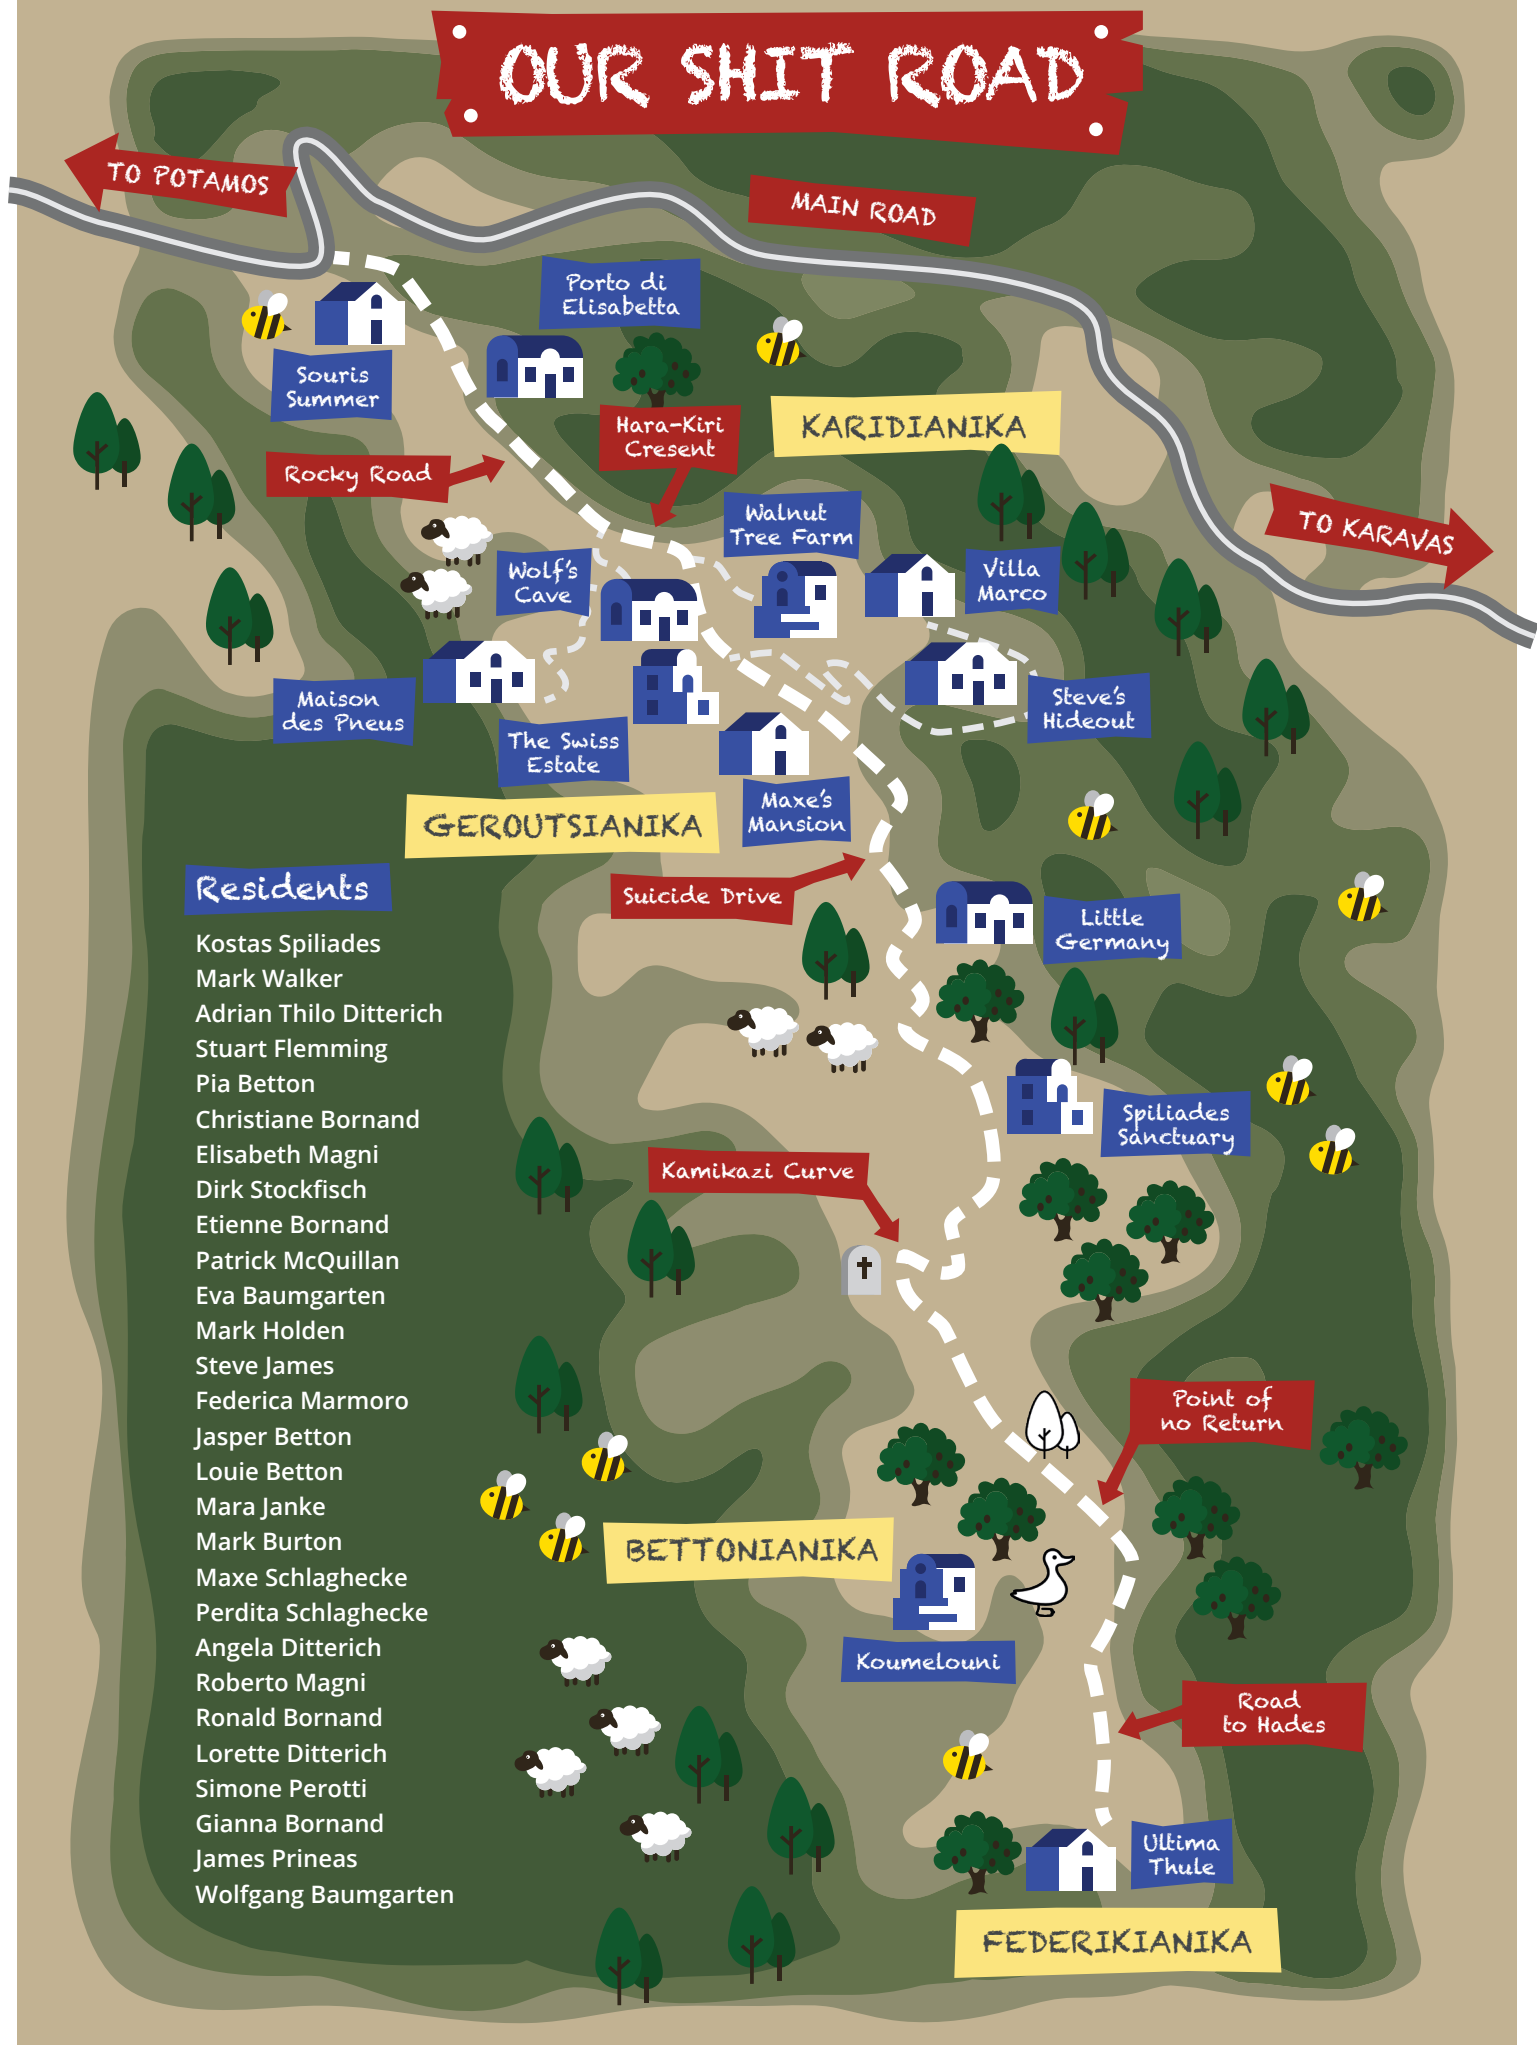 OUR SHIT ROAD
TO POTAMOS
MAIN ROAD
Porto di
Elisabetta
Souris
Summer
Hara-Kiri
Cresent
KARIDIANIKA
Rocky Road
Walnut
Tree Farm
TO KARAVAS
Wolf's
Cave
Villa
Marco
Maison
des Pneus
Steve's
Hideout
The Swiss
Estate
Maxe's
Mansion
GEROUTSIANIKA
Suicide Drive
Little
Germany
Spiliades
Sanctuary
Kamikazi Curve
Point of
no Return
BETTONIANIKA
Koumelouni
Road
to Hades
Ultima
Thule
FEDERIKIANIKA
Residents
Kostas Spiliades
Mark Walker
Adrian Thilo Ditterich
Stuart Flemming
Pia Betton
Christiane Bornand
Elisabeth Magni
Dirk Stockfisch
Etienne Bornand
Patrick McQuillan
Eva Baumgarten
Mark Holden
Steve James
Federica Marmoro
Jasper Betton
Louie Betton
Mara Janke
Mark Burton
Maxe Schlaghecke
Perdita Schlaghecke
Angela Ditterich
Roberto Magni
Ronald Bornand
Lorette Ditterich
Simone Perotti
Gianna Bornand
James Prineas
Wolfgang Baumgarten